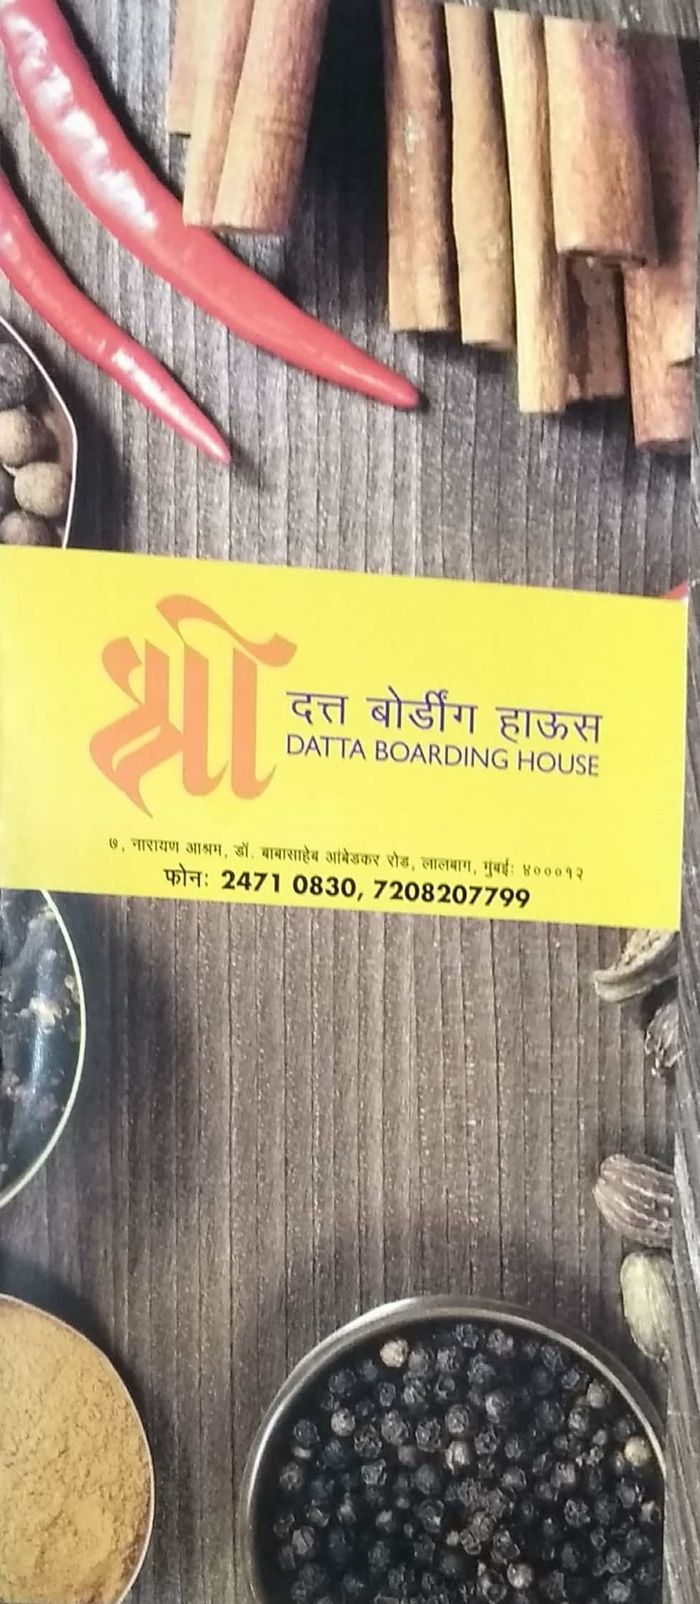 श्री
दत्त बोर्डींग हाऊस
DATTA BOARDING HOUSE
७, नारायण आश्रम, डॉ. बाबासाहेब आंबेडकर रोड, लालबाग, मुंबई: ४०००१२
फोन: 2471 0830, 7208207799